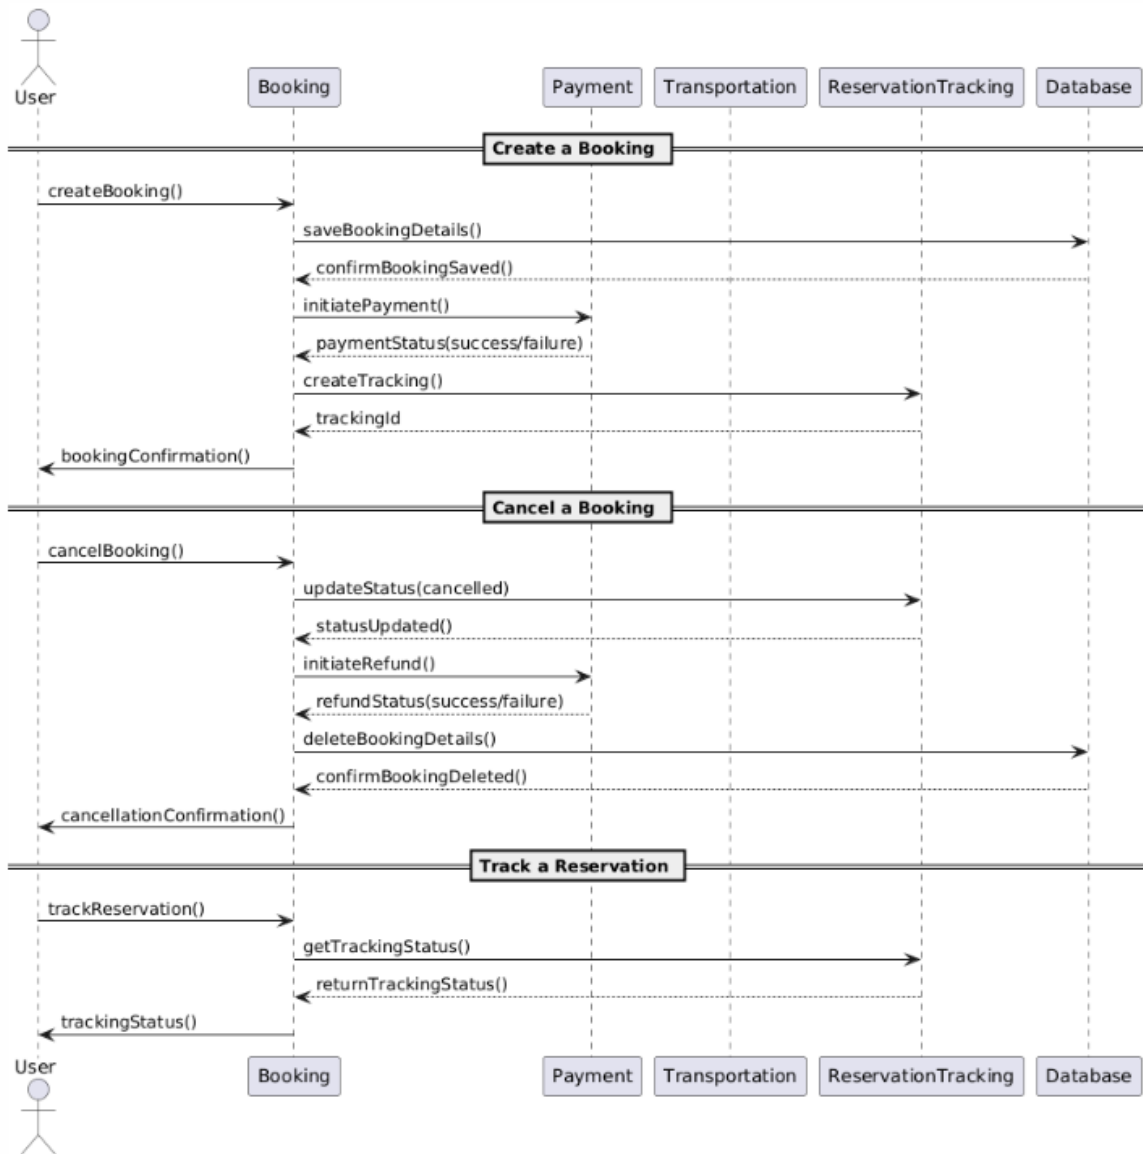 User
Booking
Payment
Transportation
ReservationTracking
Database
Create a Booking
createBooking()
saveBookingDetails()
confirmBookingSaved()
initiatePayment()
paymentStatus(success/failure)
createTracking()
trackingId
bookingConfirmation()
Cancel a Booking
cancelBooking()
updateStatus(cancelled)
statusUpdated()
initiateRefund()
refundStatus(success/failure)
deleteBookingDetails()
confirmBookingDeleted()
cancellationConfirmation()
Track a Reservation
trackReservation()
getTrackingStatus()
returnTrackingStatus()
trackingStatus()
User
Booking
Payment
Transportation
ReservationTracking
Database